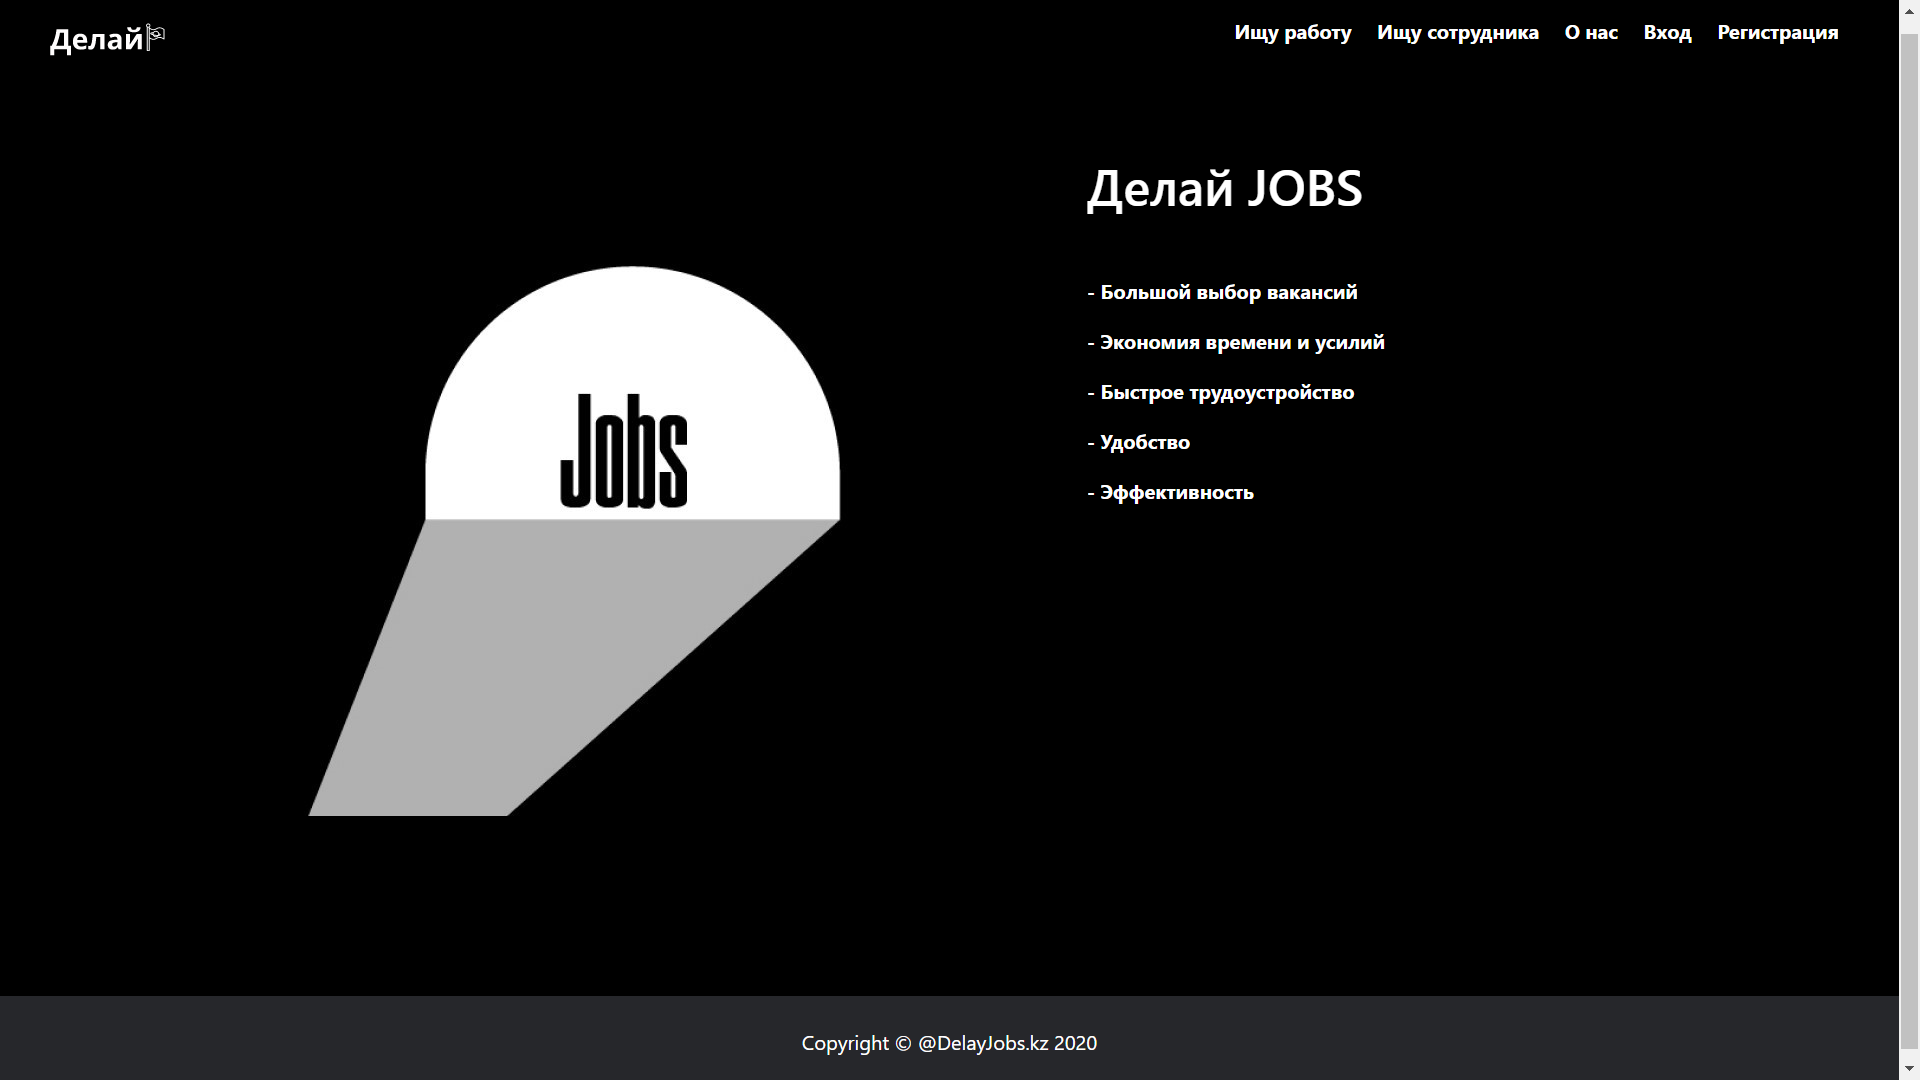 Делай
Ищу работу Ищу сотрудника О нас Вход Регистрация
Делай JOBS
- Большой выбор вакансий
- Экономия времени и усилий
- Быстрое трудоустройство
- Удобство
- Эффективность
Jobs
Copyright © @DelayJobs.kz 2020